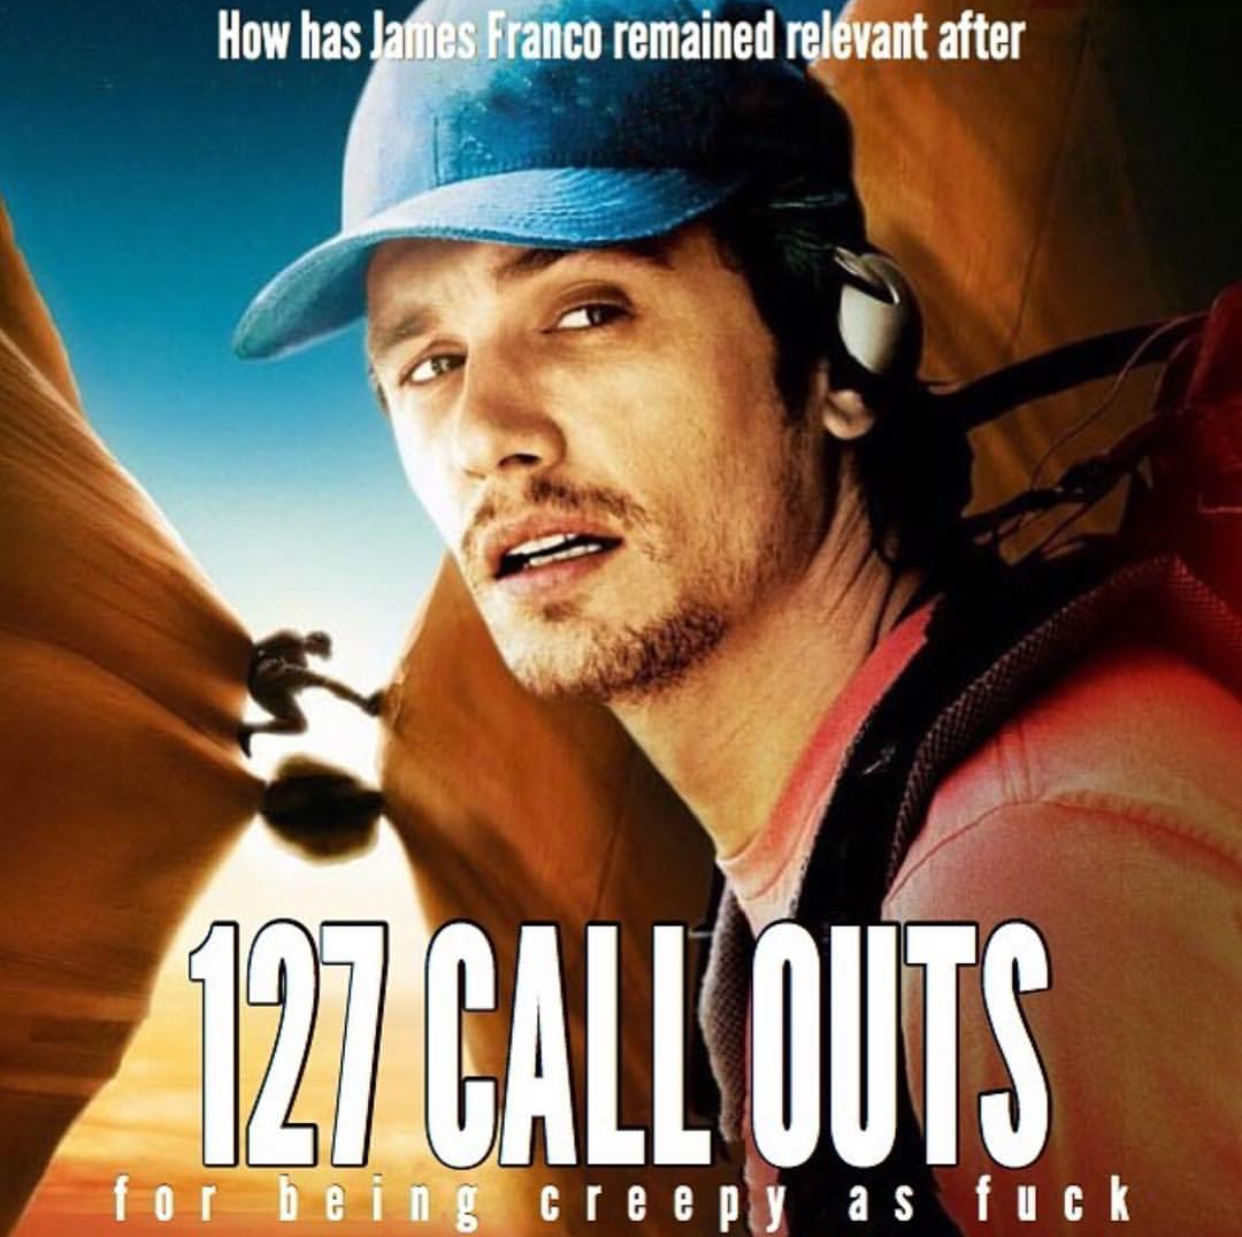 How has James Franco remained relevant after
127 CALL OUTS
for being creepy as fuck